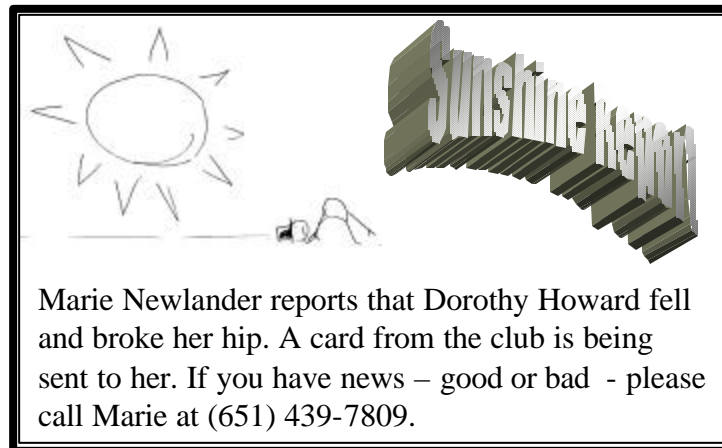 Sunshine Report
Marie Newlander reports that Dorothy Howard fell
and broke her hip. A card from the club is being
sent to her. If you have news – good or bad  - please
call Marie at (651) 439-7809.